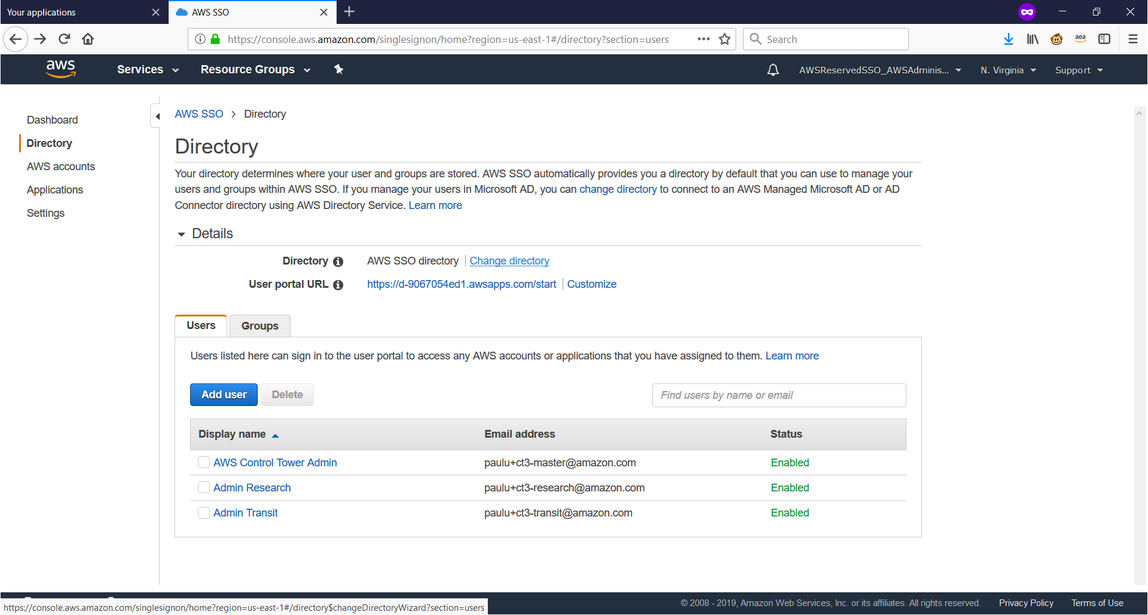 Your applications
AWS SSO
https://console.aws.amazon.com/singlesignon/home?region=us-east-1#/directory?section=users
Search
aea
aws
Services
Resource Groups
AWSReservedSSO_AWSAdminis...
N. Virginia
Support
Dashboard
Directory
AWS accounts
Applications
Settings
AWS SSO > Directory
Directory
Your directory determines where your user and groups are stored. AWS SSO automatically provides you a directory by default that you can use to manage your
users and groups within AWS SSO. If you manage your users in Microsoft AD, you can change directory to connect to an AWS Managed Microsoft AD or AD
Connector directory using AWS Directory Service. Learn more
Details
Directory AWS SSO directory | Change directory
User portal URL https://d-9067054ed1.awsapps.com/start | Customize
Users Groups
Users listed here can sign in to the user portal to access any AWS accounts or applications that you have assigned to them. Learn more
Add user Delete Find users by name or email
Display name Email address Status
AWS Control Tower Admin paulu+ct3-master@amazon.com Enabled
Admin Research paulu+ct3-research@amazon.com Enabled
Admin Transit paulu+ct3-transit@amazon.com Enabled
https://console.aws.amazon.com/singlesignon/home?region=us-east-1#/directory$changeDirectoryWizard?section=users
© 2008 - 2019, Amazon Web Services, Inc. or its affiliates. All rights reserved. Privacy Policy Terms of Use